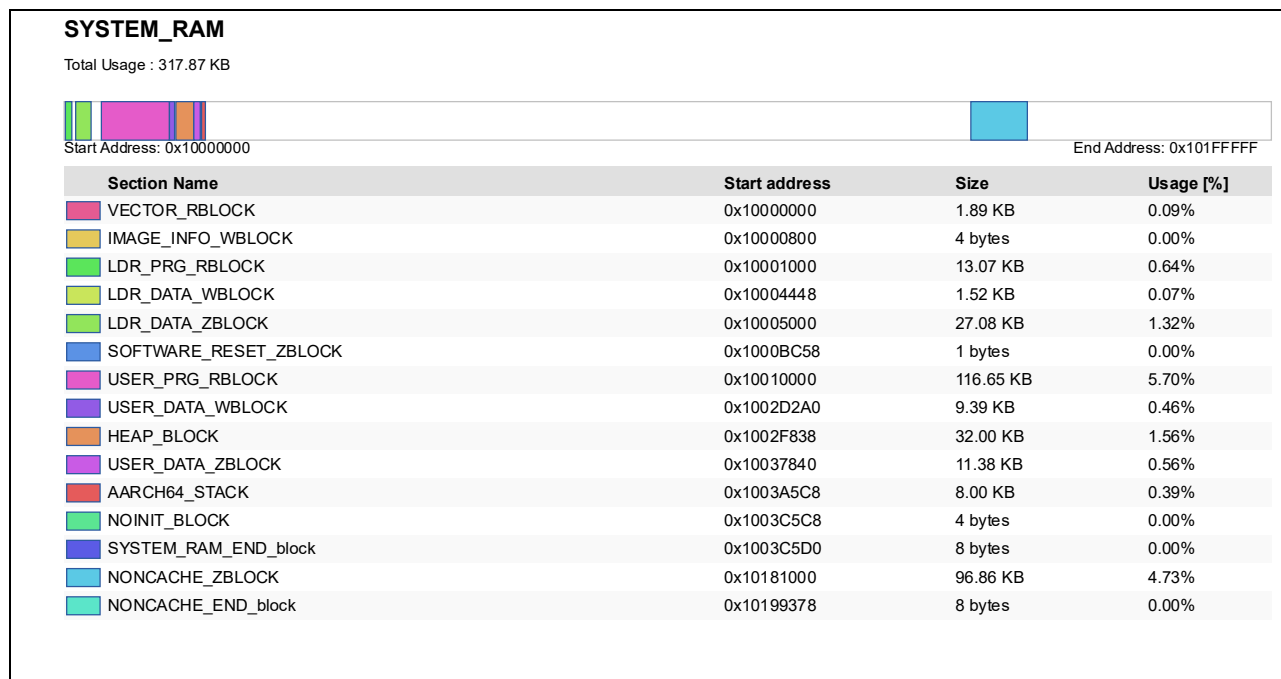 SYSTEM_RAM
Total Usage : 317.87 KB
Start Address: 0x10000000 End Address: 0x101FFFFF
Section Name Start address Size Usage [%]
VECTOR_RBLOCK 0x10000000 1.89 KB 0.09%
IMAGE_INFO_WBLOCK 0x10000800 4 bytes 0.00%
LDR_PRG_RBLOCK 0x10001000 13.07 KB 0.64%
LDR_DATA_WBLOCK 0x10004448 1.52 KB 0.07%
LDR_DATA_ZBLOCK 0x10005000 27.08 KB 1.32%
SOFTWARE_RESET_ZBLOCK 0x1000BC58 1 bytes 0.00%
USER_PRG_RBLOCK 0x10010000 116.65 KB 5.70%
USER_DATA_WBLOCK 0x1002D2A0 9.39 KB 0.46%
HEAP_BLOCK 0x1002F838 32.00 KB 1.56%
USER_DATA_ZBLOCK 0x10037840 11.38 KB 0.56%
AARCH64_STACK 0x1003A5C8 8.00 KB 0.39%
NOINIT_BLOCK 0x1003C5C8 4 bytes 0.00%
SYSTEM_RAM_END_block 0x1003C5D0 8 bytes 0.00%
NONCACHE_ZBLOCK 0x10181000 96.86 KB 4.73%
NONCACHE_END_block 0x10199378 8 bytes 0.00%